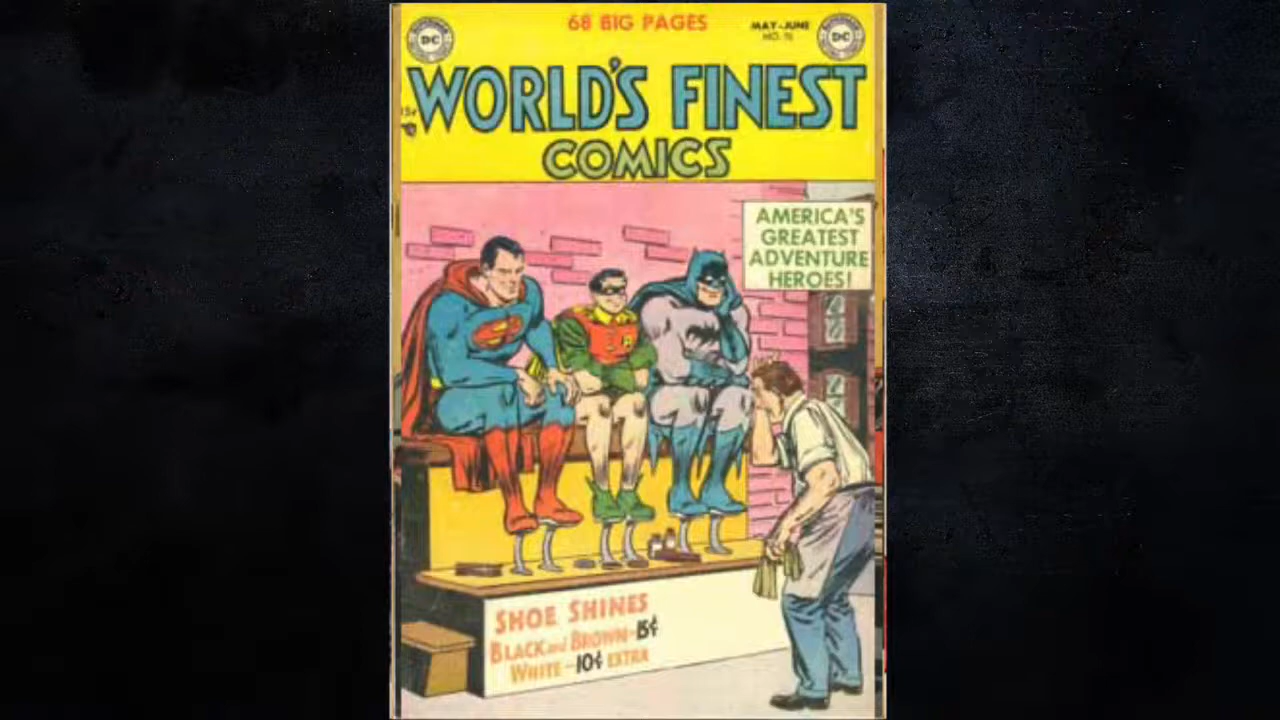 68 BIG PAGES
MAY-JUNE
DC
DC
WORLD'S FINEST
COMICS
AMERICA'S
GREATEST
ADVENTURE
HEROES!
SHOE SHINES
BLACK and BROWN-15¢
WHITE-10¢ EXTRA